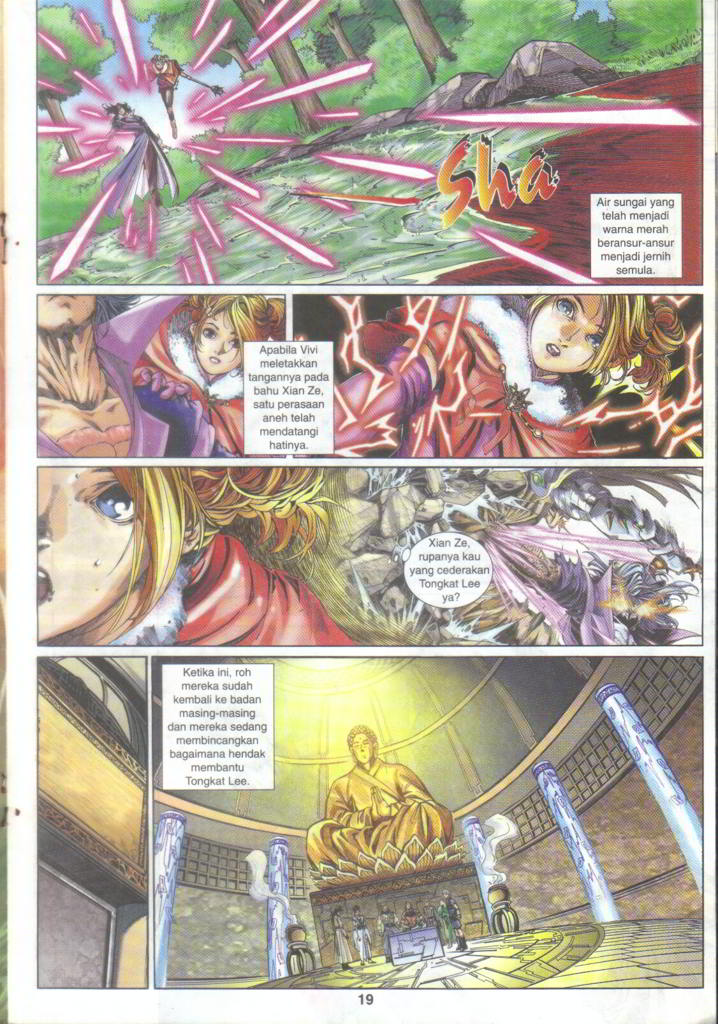 Sha
Air sungai yang
telah menjadi
warna merah
beransur-ansur
menjadi jernih
semula.
Apabila Vivi
meletakkan
tangannya pada
bahu Xian Ze,
satu perasaan
aneh telah
mendatangi
hatinya.
Xian Ze,
rupanya kau
yang cederakan
Tongkat Lee
ya?
Ketika ini, roh
mereka sudah
kembali ke badan
masing-masing
dan mereka sedang
membincangkan
bagaimana hendak
membantu
Tongkat Lee.
19